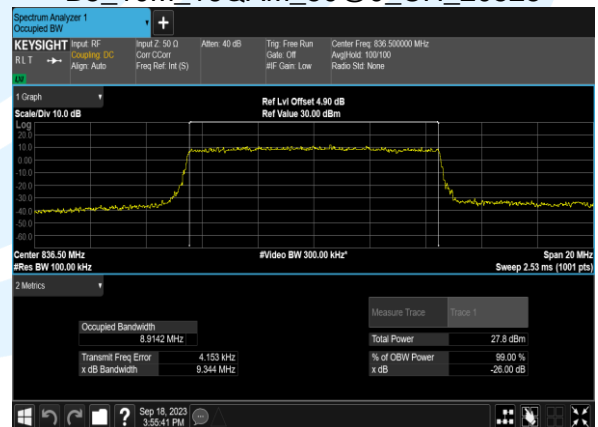 Spectrum Analyzer 1
Occupied BW
KEYSIGHT
R L T
LXI
Input: RF
Coupling: DC
Align: Auto
Input Z: 50 Ω
Corr CCorr
Freq Ref: Int (S)
Atten: 40 dB
Trig: Free Run
Gate: Off
#IF Gain: Low
Center Freq: 836.500000 MHz
Avg|Hold: 100/100
Radio Std: None
1 Graph
Scale/Div 10.0 dB
Ref Lvl Offset 4.90 dB
Ref Value 30.00 dBm
Log
20.0
10.0
0.00
-10.0
-20.0
-30.0
-40.0
-50.0
-60.0
Center 836.50 MHz
#Video BW 300.00 kHz*
Span 20 MHz
#Res BW 100.00 kHz
Sweep 2.53 ms (1001 pts)
2 Metrics
Measure Trace
Trace 1
Occupied Bandwidth
8.9142 MHz
Total Power
27.8 dBm
Transmit Freq Error
4.153 kHz
% of OBW Power
99.00 %
x dB Bandwidth
9.344 MHz
x dB
-26.00 dB
Sep 18, 2023
3:55:41 PM